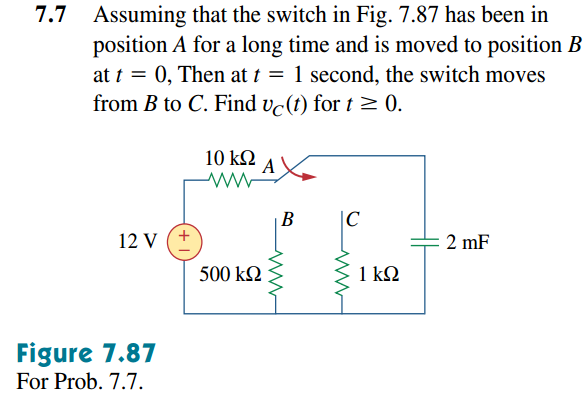 7.7 Assuming that the switch in Fig. 7.87 has been in
position A for a long time and is moved to position B
at t = 0, Then at t = 1 second, the switch moves
from B to C. Find v_C(t) for t ≥ 0.
10 kΩ A
B C
12 V + − 2 mF
500 kΩ 1 kΩ
Figure 7.87
For Prob. 7.7.